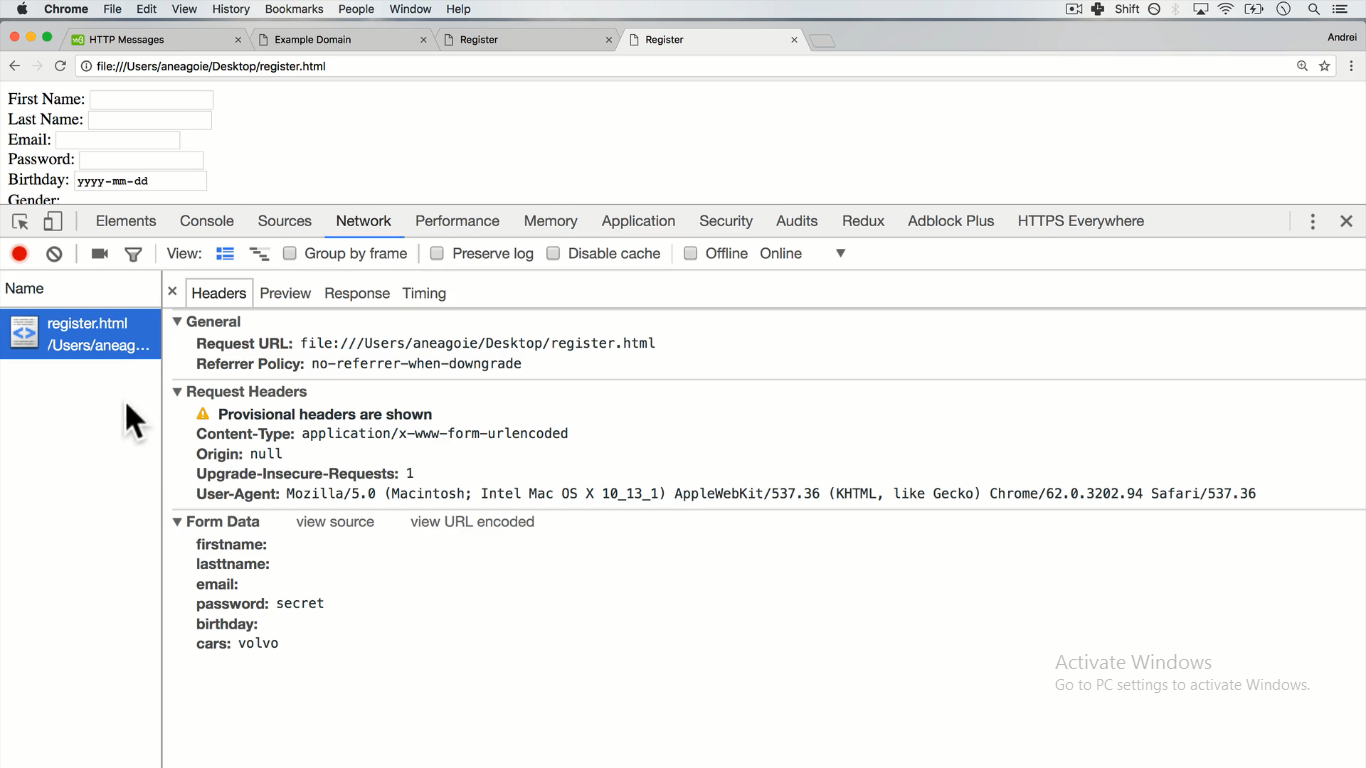 Chrome File Edit View History Bookmarks People Window Help Shift
HTTP Messages Example Domain Register Register Andrei
file:///Users/aneagoie/Desktop/register.html
First Name:
Last Name:
Email:
Password:
Birthday: yyyy-mm-dd
Gender:
Elements Console Sources Network Performance Memory Application Security Audits Redux Adblock Plus HTTPS Everywhere
View: Group by frame Preserve log Disable cache Offline Online
Name
Headers Preview Response Timing
register.html
/Users/aneag...
General
Request URL: file:///Users/aneagoie/Desktop/register.html
Referrer Policy: no-referrer-when-downgrade
Request Headers
Provisional headers are shown
Content-Type: application/x-www-form-urlencoded
Origin: null
Upgrade-Insecure-Requests: 1
User-Agent: Mozilla/5.0 (Macintosh; Intel Mac OS X 10_13_1) AppleWebKit/537.36 (KHTML, like Gecko) Chrome/62.0.3202.94 Safari/537.36
Form Data view source view URL encoded
firstname:
lasttname:
email:
password: secret
birthday:
cars: volvo
Activate Windows
Go to PC settings to activate Windows.